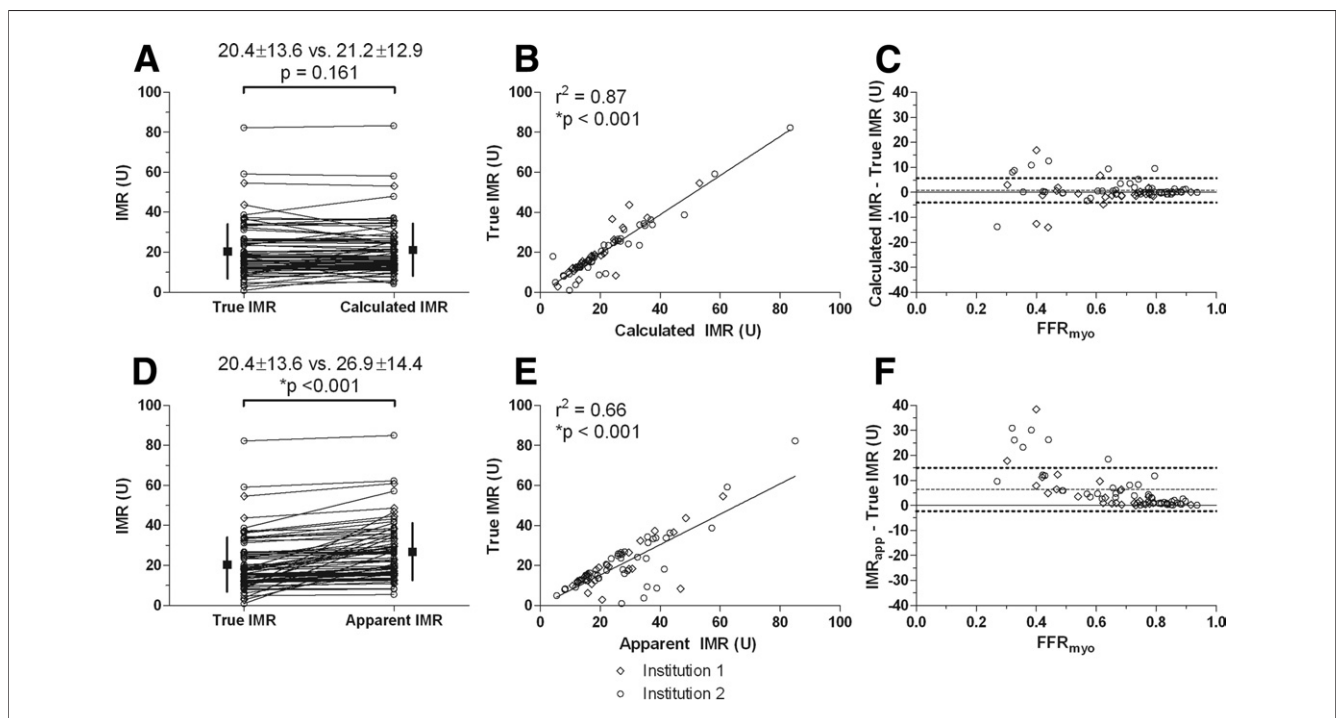 A
20.4±13.6 vs. 21.2±12.9
p = 0.161
IMR (U)
100
80
60
40
20
0
True IMR
Calculated IMR
B
r² = 0.87
*p < 0.001
True IMR (U)
100
80
60
40
20
0
0 20 40 60 80 100
Calculated IMR (U)
C
Calculated IMR - True IMR (U)
40
30
20
10
0
-10
-20
-30
-40
0.0 0.2 0.4 0.6 0.8 1.0
FFRmyo
D
20.4±13.6 vs. 26.9±14.4
*p <0.001
IMR (U)
100
80
60
40
20
0
True IMR
Apparent IMR
E
r² = 0.66
*p < 0.001
True IMR (U)
100
80
60
40
20
0
0 20 40 60 80 100
Apparent IMR (U)
F
IMRapp - True IMR (U)
40
30
20
10
0
-10
-20
-30
-40
0.0 0.2 0.4 0.6 0.8 1.0
FFRmyo
Institution 1
Institution 2